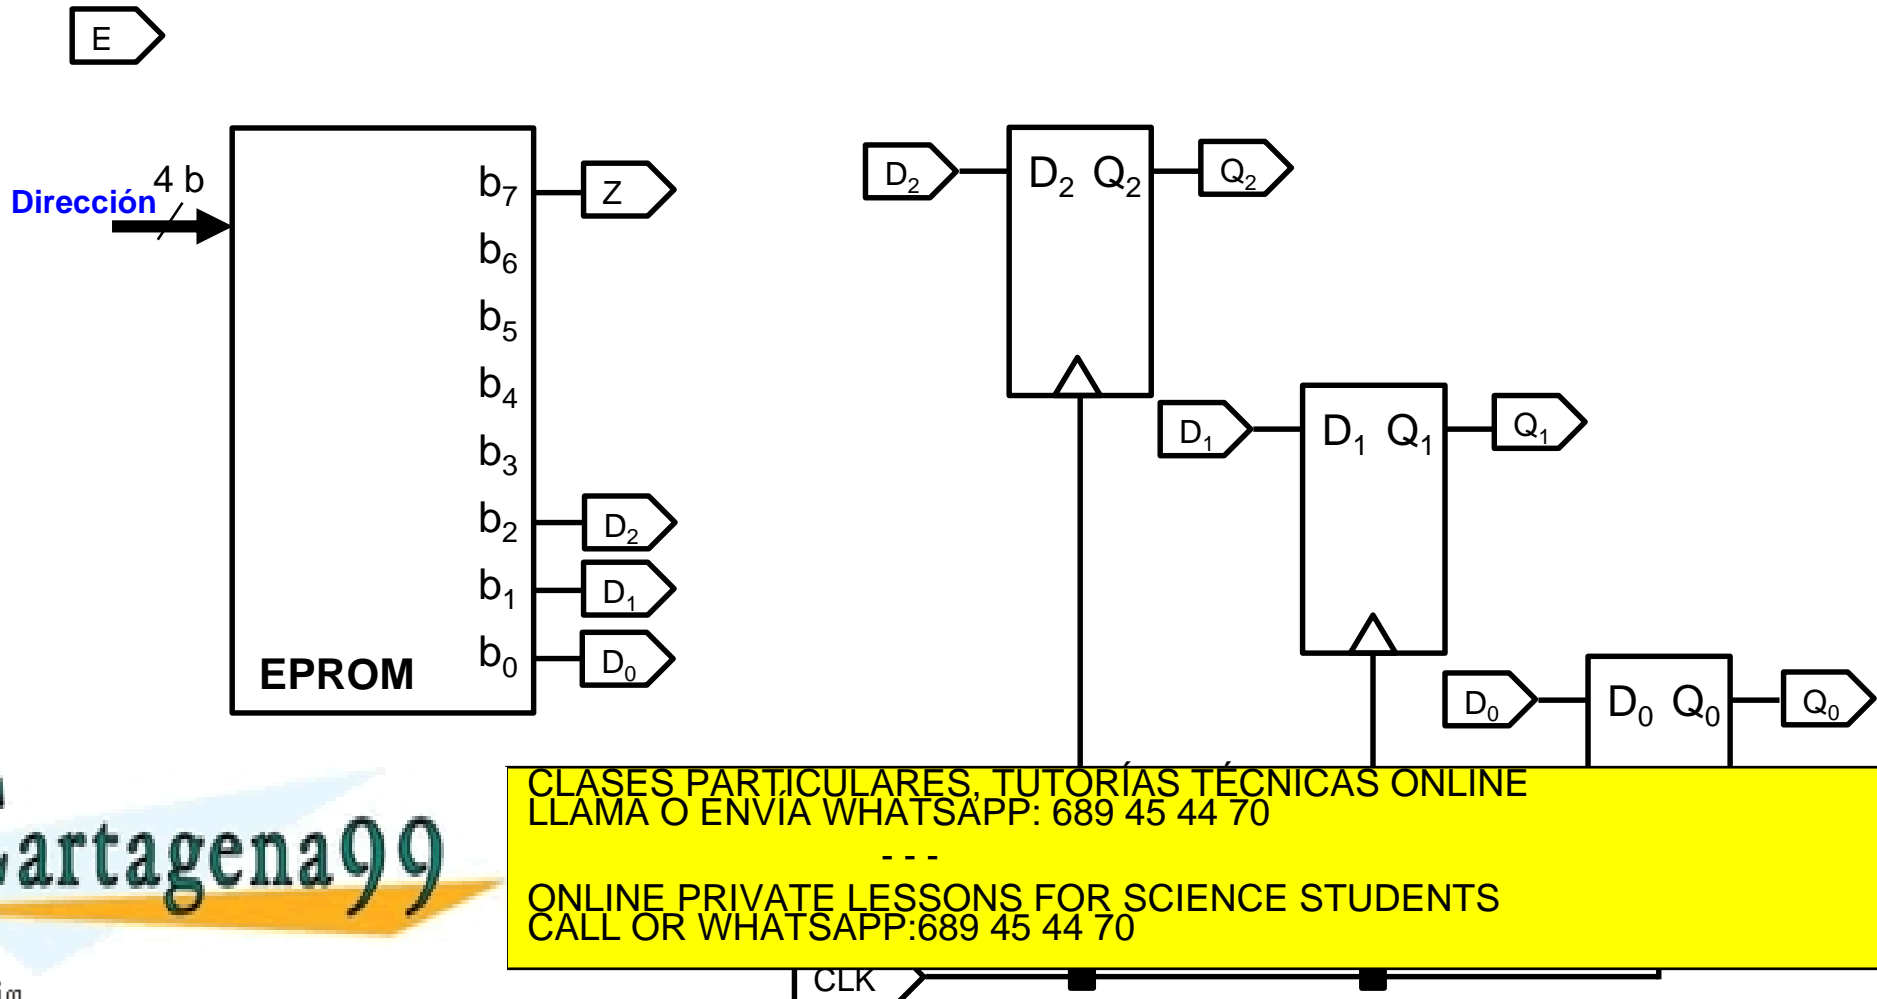 E
4 b
Dirección
b7
Z
b6
b5
b4
b3
b2
D2
b1
D1
b0
D0
EPROM
D2
D2 Q2
Q2
D1
D1 Q1
Q1
D0
D0 Q0
Q0
Cartagena99
CLASES PARTICULARES, TUTORÍAS TÉCNICAS ONLINE
LLAMA O ENVÍA WHATSAPP: 689 45 44 70
- - -
ONLINE PRIVATE LESSONS FOR SCIENCE STUDENTS
CALL OR WHATSAPP:689 45 44 70
CLK